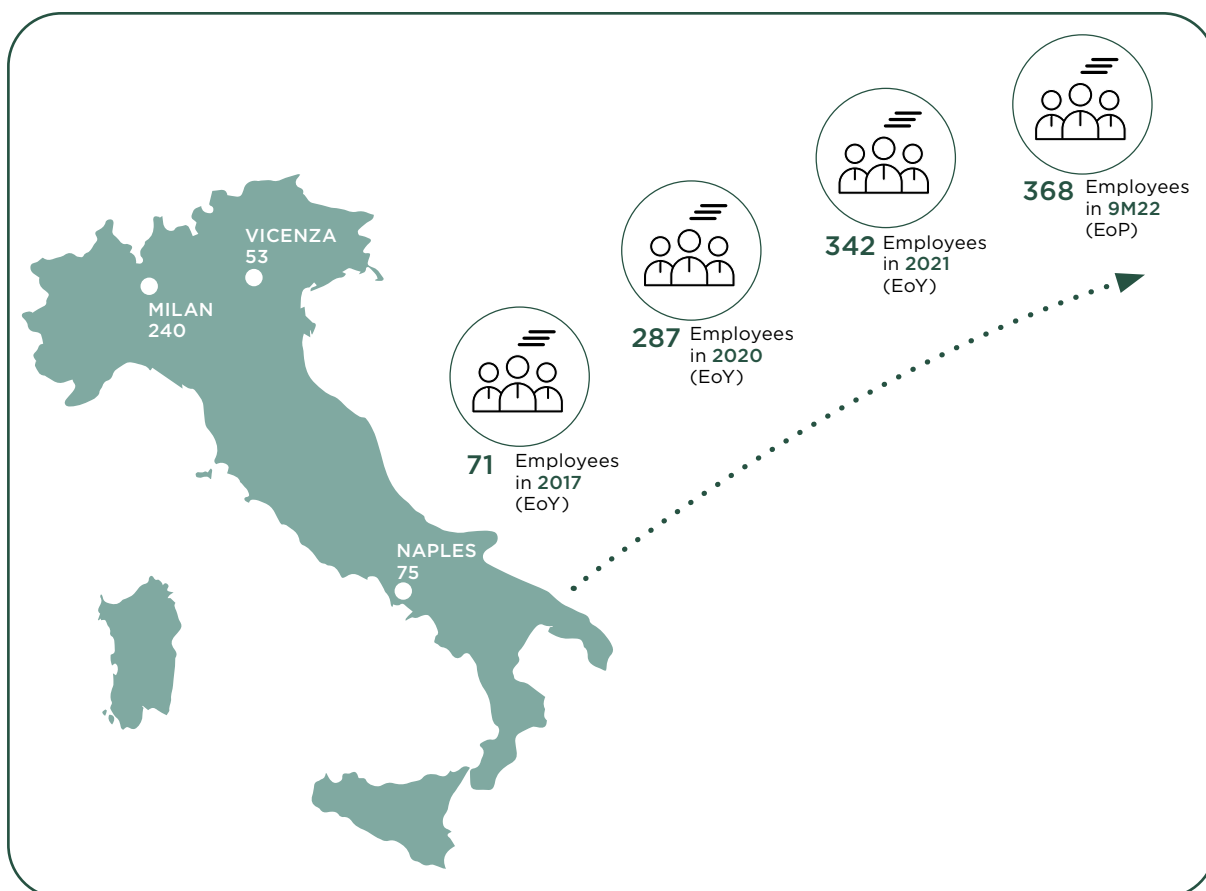 368 Employees
in 9M22
(EoP)
342 Employees
in 2021
(EoY)
VICENZA
53
MILAN
240
287 Employees
in 2020
(EoY)
71 Employees
in 2017
(EoY)
NAPLES
75